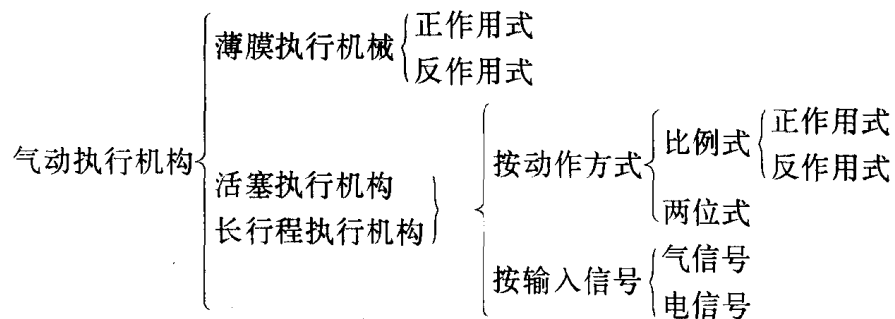 气动执行机构
薄膜执行机械
正作用式
反作用式
活塞执行机构
长行程执行机构
按动作方式
比例式
正作用式
反作用式
两位式
按输入信号
气信号
电信号